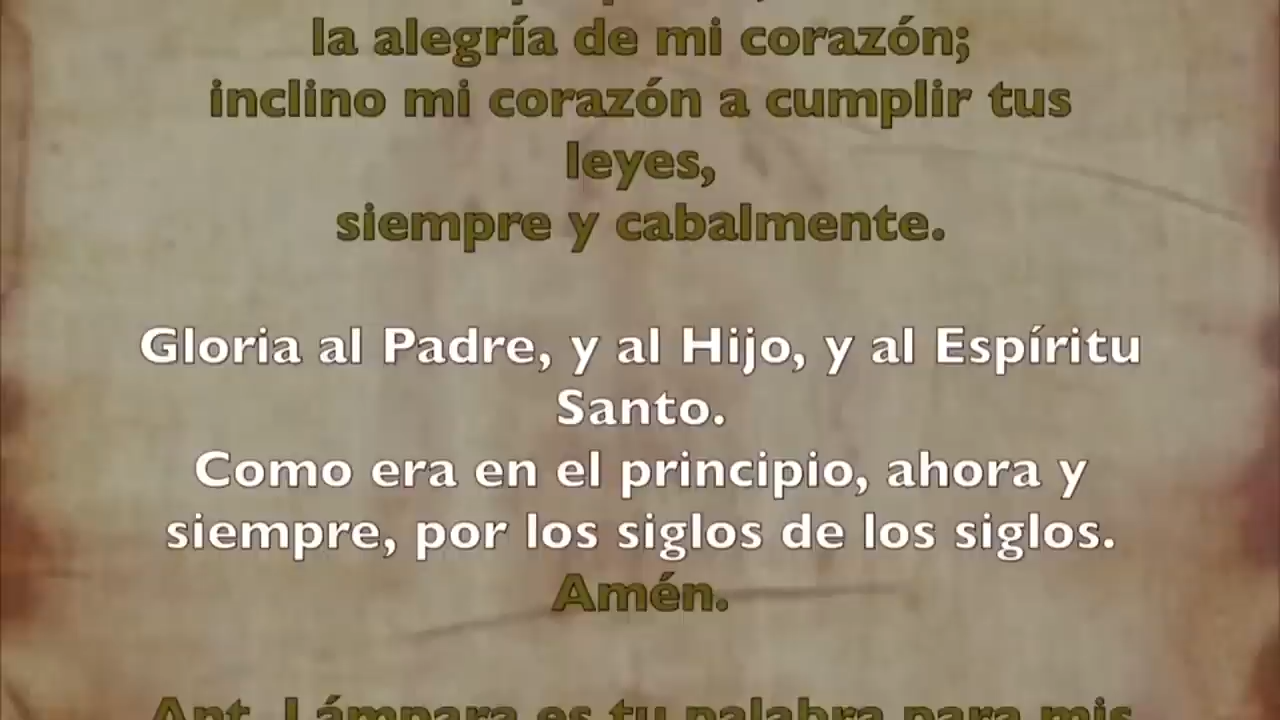 la alegría de mi corazón;
inclino mi corazón a cumplir tus
leyes,
siempre y cabalmente.
Gloria al Padre, y al Hijo, y al Espíritu
Santo.
Como era en el principio, ahora y
siempre, por los siglos de los siglos.
Amén.
Ant. Lámpara es tu palabra para mis